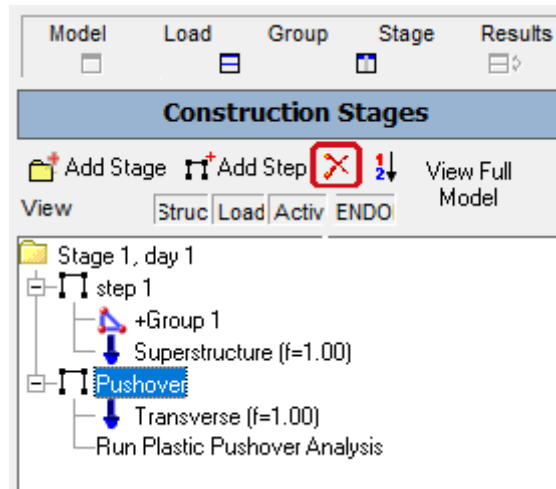 Model Load Group Stage Results
Construction Stages
Add Stage Add Step 1 2 View Full
Model
View Struc Load Activ ENDO
Stage 1, day 1
step 1
+Group 1
Superstructure (f=1.00)
Pushover
Transverse (f=1.00)
Run Plastic Pushover Analysis